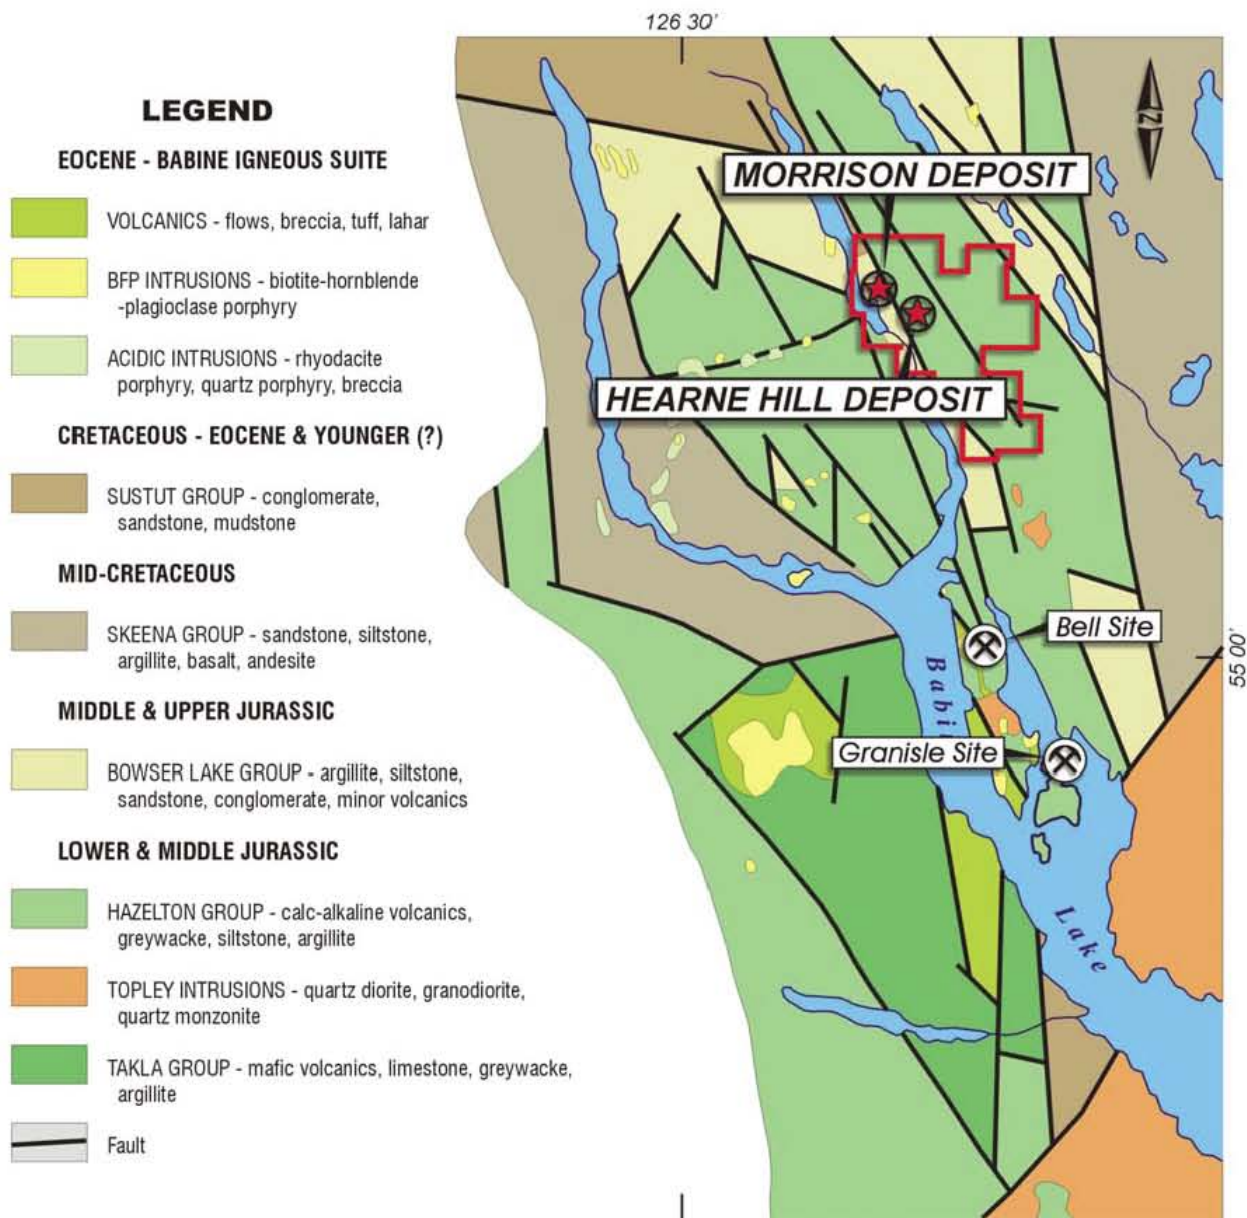 126 30'
LEGEND
EOCENE - BABINE IGNEOUS SUITE
VOLCANICS - flows, breccia, tuff, lahar
BFP INTRUSIONS - biotite-hornblende
-plagioclase porphyry
ACIDIC INTRUSIONS - rhyodacite
porphyry, quartz porphyry, breccia
CRETACEOUS - EOCENE & YOUNGER (?)
SUSTUT GROUP - conglomerate,
sandstone, mudstone
MID-CRETACEOUS
SKEENA GROUP - sandstone, siltstone,
argillite, basalt, andesite
MIDDLE & UPPER JURASSIC
BOWSER LAKE GROUP - argillite, siltstone,
sandstone, conglomerate, minor volcanics
LOWER & MIDDLE JURASSIC
HAZELTON GROUP - calc-alkaline volcanics,
greywacke, siltstone, argillite
TOPLEY INTRUSIONS - quartz diorite, granodiorite,
quartz monzonite
TAKLA GROUP - mafic volcanics, limestone, greywacke,
argillite
Fault
N
MORRISON DEPOSIT
HEARNE HILL DEPOSIT
Bell Site
55 00'
Babi
Granisle Site
Lake